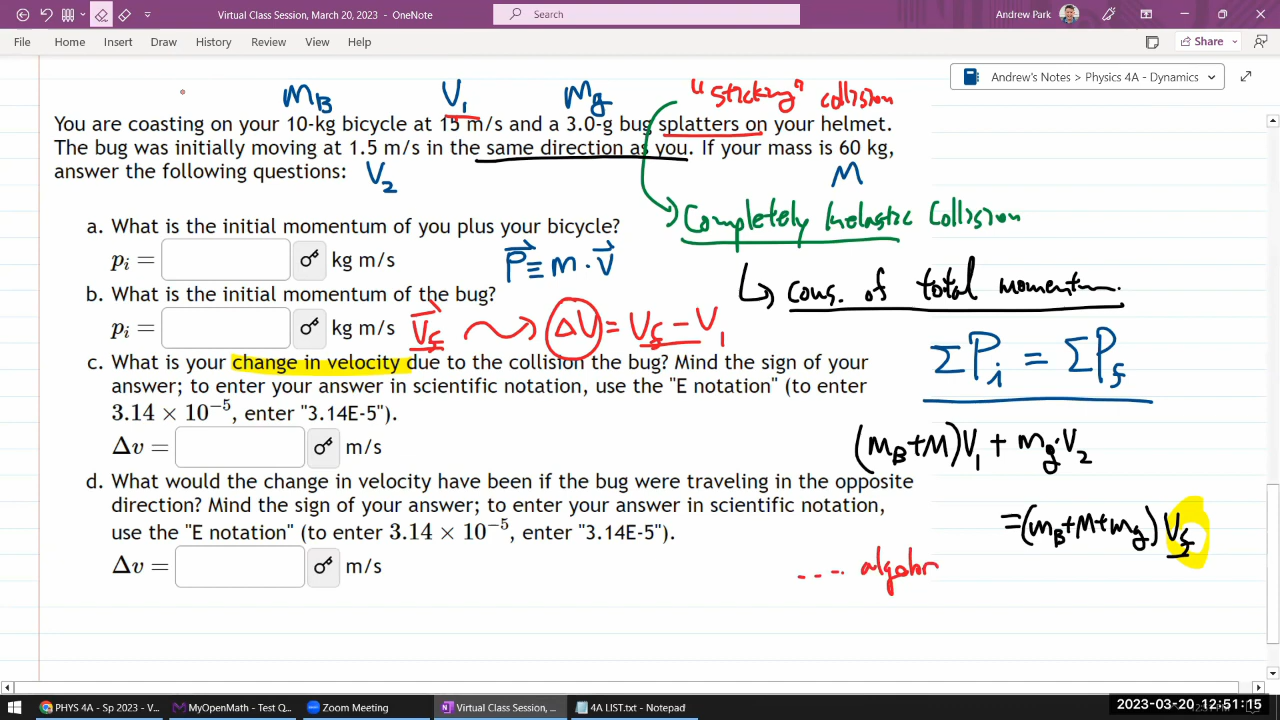 Virtual Class Session, March 20, 2023 - OneNote
Search
Andrew Park
File Home Insert Draw History Review View Help
Share
Andrew's Notes > Physics 4A - Dynamics
m_B V_1 m_g "sticking" collision
You are coasting on your 10-kg bicycle at 15 m/s and a 3.0-g bug splatters on your helmet.
The bug was initially moving at 1.5 m/s in the same direction as you. If your mass is 60 kg,
answer the following questions:
V_2 M
Completely Inelastic Collision
a. What is the initial momentum of you plus your bicycle?
p_i = kg m/s
P ≡ m · V
cons. of total momentum.
b. What is the initial momentum of the bug?
p_i = kg m/s
V_f ΔV = V_f - V_1
ΣP_i = ΣP_f
c. What is your change in velocity due to the collision the bug? Mind the sign of your
answer; to enter your answer in scientific notation, use the "E notation" (to enter
3.14 × 10⁻⁵, enter "3.14E-5").
Δv = m/s
(m_B+M)V_1 + m_g·V_2
d. What would the change in velocity have been if the bug were traveling in the opposite
direction? Mind the sign of your answer; to enter your answer in scientific notation,
use the "E notation" (to enter 3.14 × 10⁻⁵, enter "3.14E-5").
=(m_B+M+m_g) V_f
Δv = m/s
.... algebr
PHYS 4A - Sp 2023 - V...
MyOpenMath - Test Q...
Zoom Meeting
Virtual Class Session,...
4A LIST.txt - Notepad
2023-03-20 12:51:15